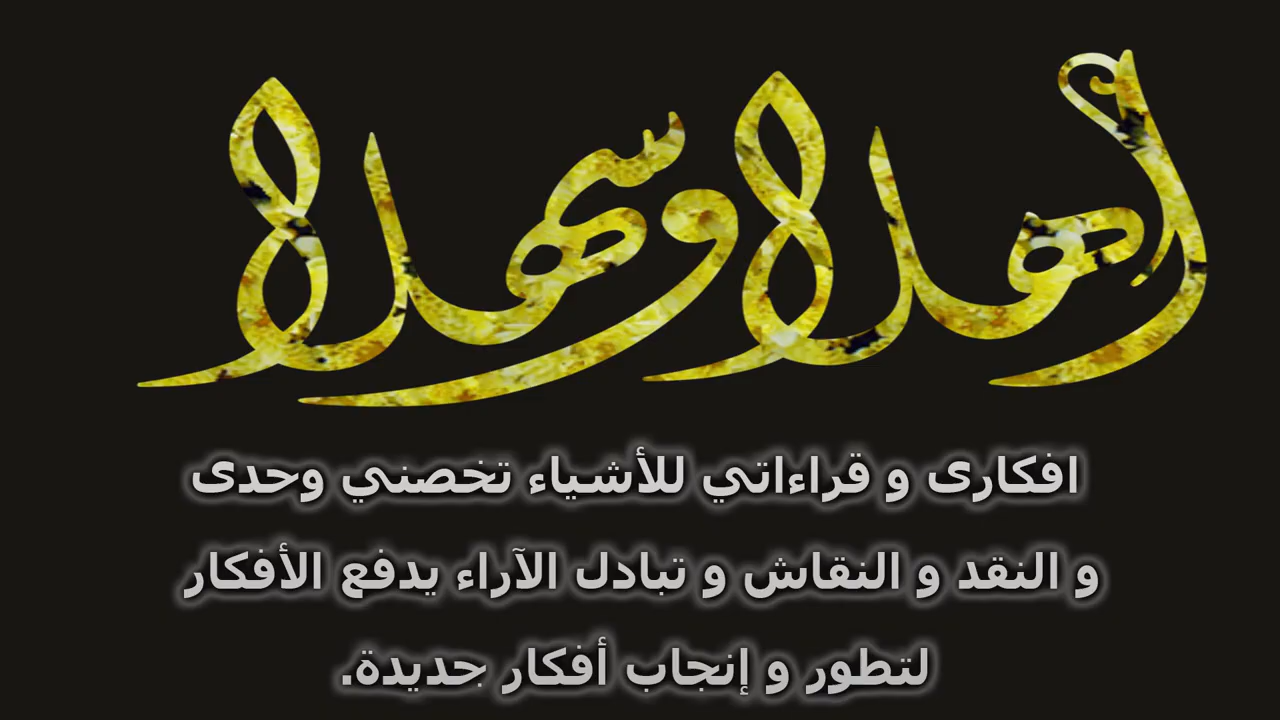 أهلا وسهلا
افكارى و قراءاتي للأشياء تخصني وحدى
و النقد و النقاش و تبادل الآراء يدفع الأفكار
لتطور و إنجاب أفكار جديدة.